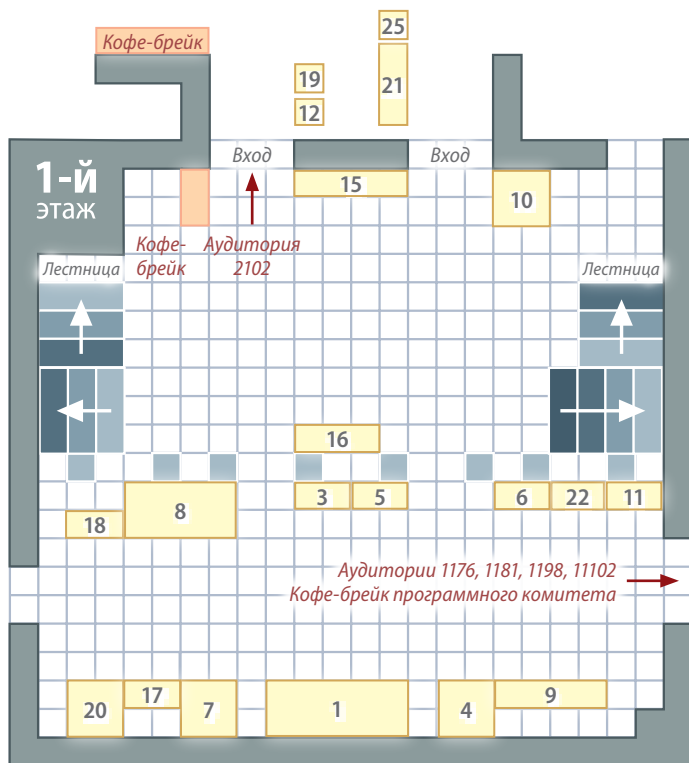 Кофе-брейк
25
19
21
12
Вход
Вход
1-й
этаж
15
10
Кофе-
брейк
Аудитория
2102
Лестница
Лестница
16
3
5
6
22
11
8
18
Аудитории 1176, 1181, 1198, 11102
Кофе-брейк программного комитета
17
9
20
7
1
4